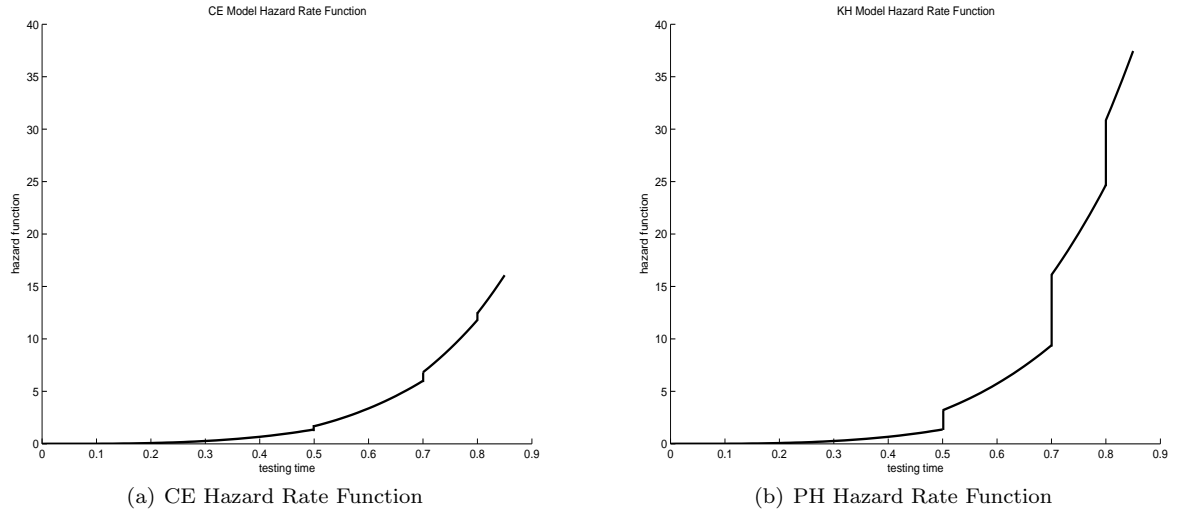 CE Model Hazard Rate Function
40
35
30
25
20
15
10
5
0
hazard function
0 0.1 0.2 0.3 0.4 0.5 0.6 0.7 0.8 0.9
testing time
(a) CE Hazard Rate Function
KH Model Hazard Rate Function
40
35
30
25
20
15
10
5
0
hazard function
0 0.1 0.2 0.3 0.4 0.5 0.6 0.7 0.8 0.9
testing time
(b) PH Hazard Rate Function